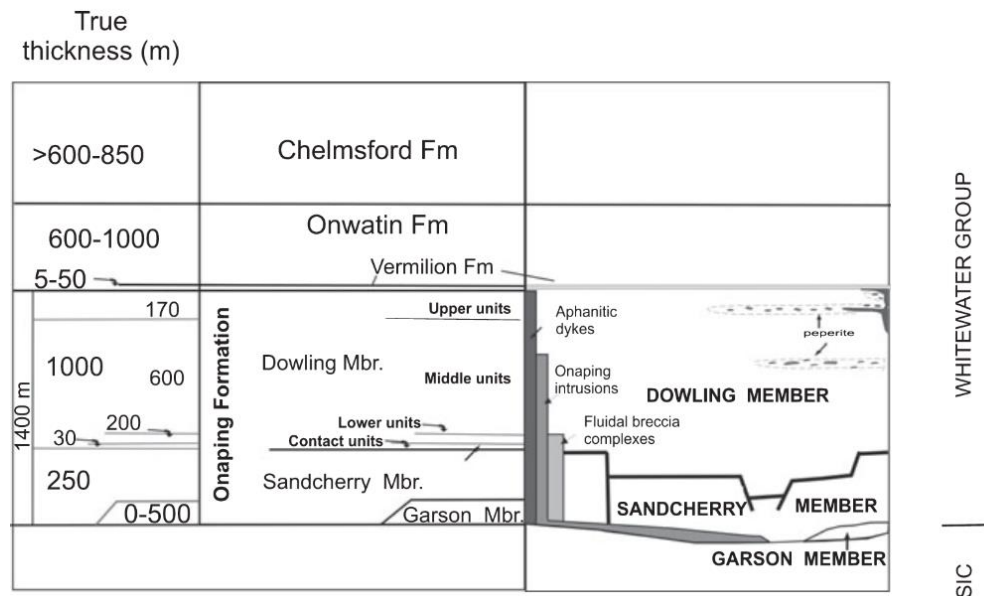 True
thickness (m)
>600-850
Chelmsford Fm
600-1000
Onwatin Fm
5-50
Vermilion Fm
170
Upper units
1000
Dowling Mbr.
600
Middle units
200
Lower units
30
Contact units
250
Sandcherry Mbr.
0-500
Garson Mbr.
1400 m
Onaping Formation
Aphanitic
dykes
Onaping
intrusions
Fluidal breccia
complexes
peperite
DOWLING MEMBER
SANDCHERRY MEMBER
GARSON MEMBER
WHITEWATER GROUP
SIC